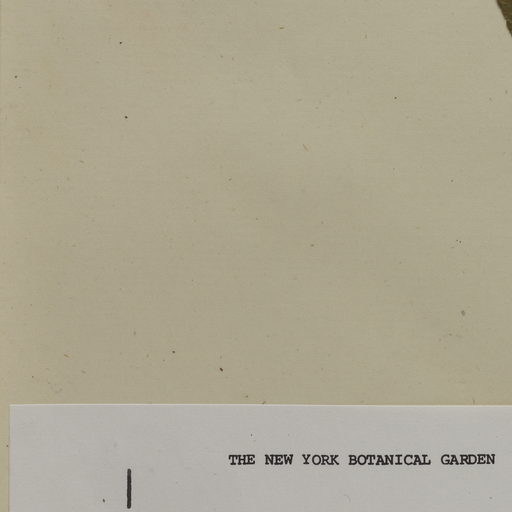 THE NEW YORK BOTANICAL GARDEN